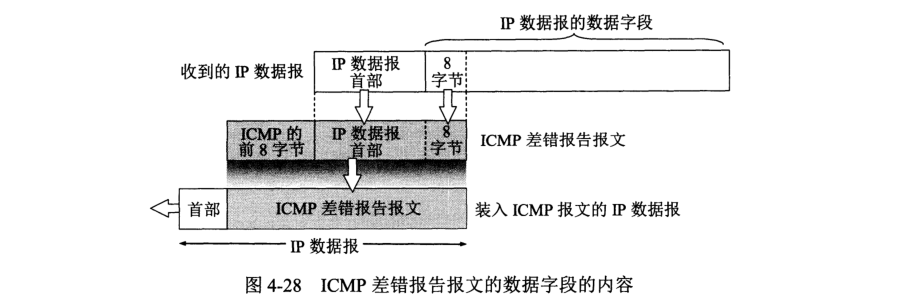 IP 数据报的数据字段
收到的 IP 数据报
IP 数据报
首部
8
字节
ICMP 的
前 8 字节
IP 数据报
首部
8
字节
ICMP 差错报告报文
首部
ICMP 差错报告报文
装入 ICMP 报文的 IP 数据报
IP 数据报
图 4-28 ICMP 差错报告报文的数据字段的内容